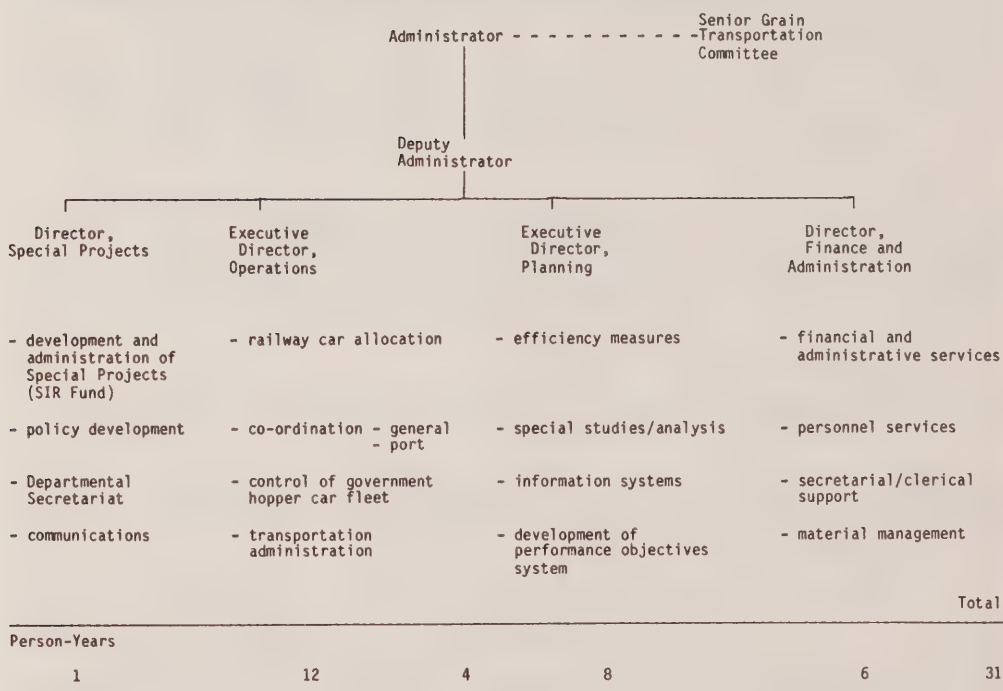 Senior Grain
Administrator - - - - - - - - - - -Transportation
Committee
Deputy
Administrator
Director,
Special Projects
Executive
Director,
Operations
Executive
Director,
Planning
Director,
Finance and
Administration
- development and
administration of
Special Projects
(SIR Fund)
- policy development
- Departmental
Secretariat
- communications
- railway car allocation
- co-ordination - general
- port
- control of government
hopper car fleet
- transportation
administration
- efficiency measures
- special studies/analysis
- information systems
- development of
performance objectives
system
- financial and
administrative services
- personnel services
- secretarial/clerical
support
- material management
Total
Person-Years
1 12 4 8 6 31